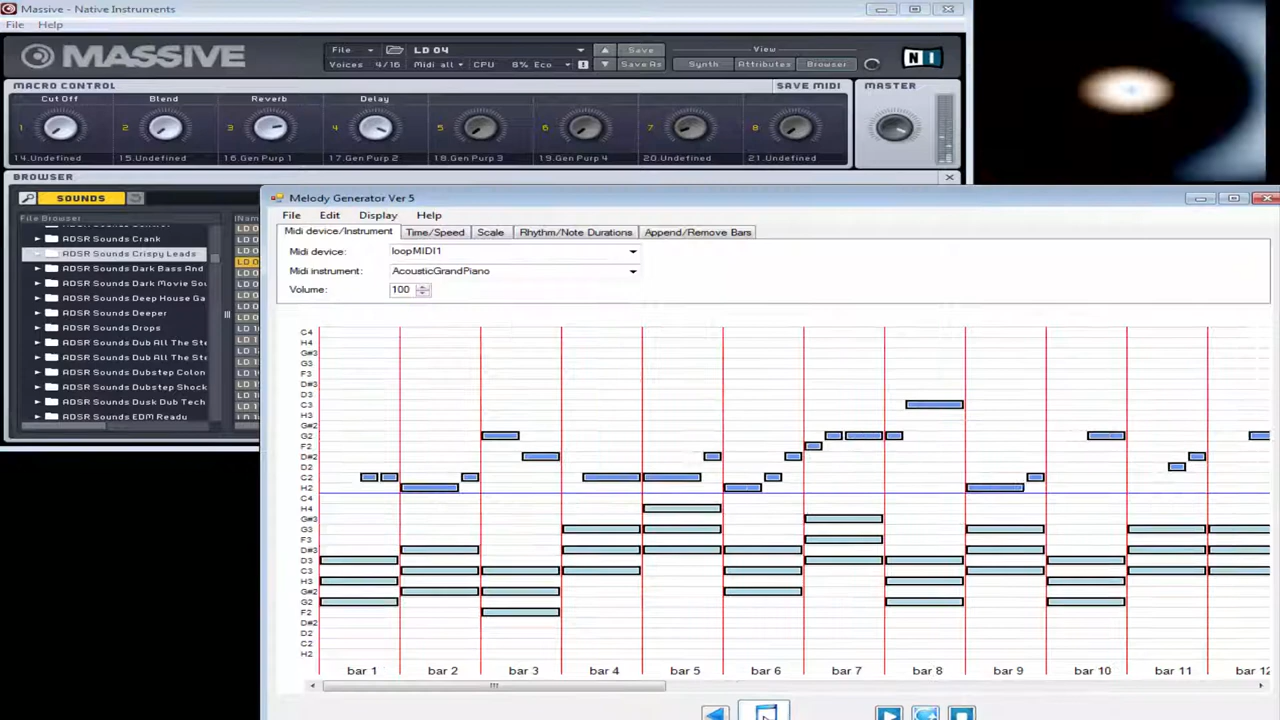 Massive - Native Instruments
File Help
MASSIVE
File LD 04 Save
Voices 4/16 Midi all CPU 8% Eco Save As
View
Synth Attributes Browser
NI
MACRO CONTROL SAVE MIDI MASTER
Cut Off Blend Reverb Delay
1 2 3 4 5 6 7 8
14.Undefined 15.Undefined 16.Gen Purp 1 17.Gen Purp 2 18.Gen Purp 3 19.Gen Purp 4 20.Undefined 21.Undefined
BROWSER
SOUNDS
File Browser
ADSR Sounds Crank
ADSR Sounds Crispy Leads
ADSR Sounds Dark Bass And
ADSR Sounds Dark Movie Sou
ADSR Sounds Deep House Ga
ADSR Sounds Deeper
ADSR Sounds Drops
ADSR Sounds Dub All The Ste
ADSR Sounds Dub All The Ste
ADSR Sounds Dubstep Colon
ADSR Sounds Dubstep Shock
ADSR Sounds Dusk Dub Tech
ADSR Sounds EDM Ready
Melody Generator Ver 5
File Edit Display Help
Midi device/Instrument Time/Speed Scale Rhythm/Note Durations Append/Remove Bars
Midi device: loopMIDI1
Midi instrument: AcousticGrandPiano
Volume: 100
C4
H4
G#3
G3
F3
D#3
D3
C3
H3
G#2
G2
F2
D#2
D2
C2
H2
C4
H4
G#3
G3
F3
D#3
D3
C3
H3
G#2
G2
F2
D#2
D2
C2
H2
bar 1 bar 2 bar 3 bar 4 bar 5 bar 6 bar 7 bar 8 bar 9 bar 10 bar 11 bar 12